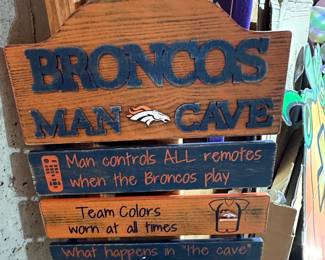 BRONCOS
MAN CAVE
Man controls ALL remotes
when the Broncos play
Team Colors
worn at all times
What happens in "the cave"